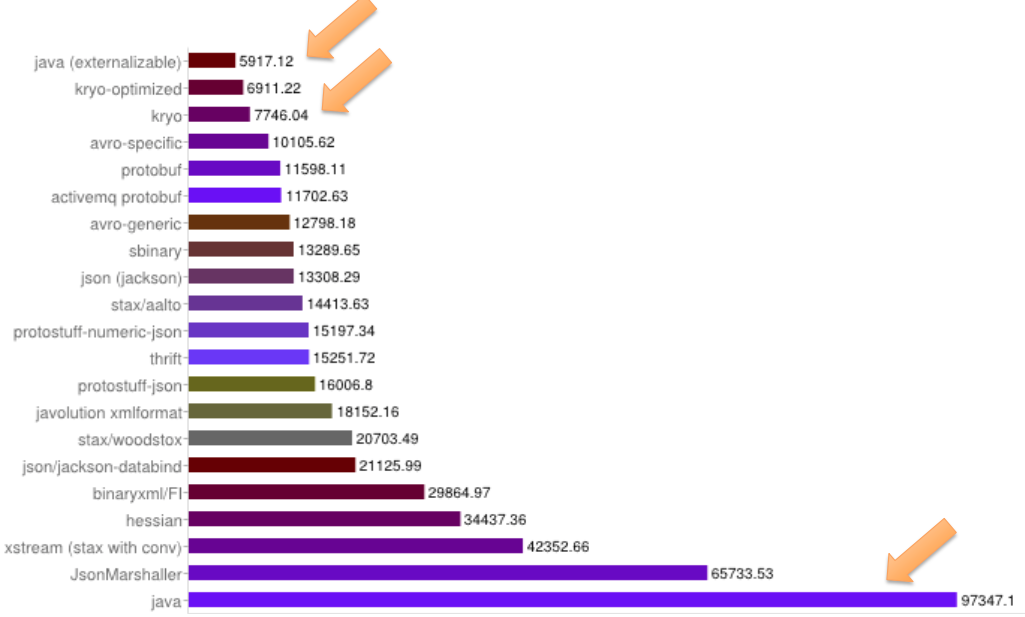 java (externalizable) 5917.12
kryo-optimized 6911.22
kryo 7746.04
avro-specific 10105.62
protobuf 11598.11
activemq protobuf 11702.63
avro-generic 12798.18
sbinary 13289.65
json (jackson) 13308.29
stax/aalto 14413.63
protostuff-numeric-json 15197.34
thrift 15251.72
protostuff-json 16006.8
javolution xmlformat 18152.16
stax/woodstox 20703.49
json/jackson-databind 21125.99
binaryxml/FI 29864.97
hessian 34437.36
xstream (stax with conv) 42352.66
JsonMarshaller 65733.53
java 97347.1